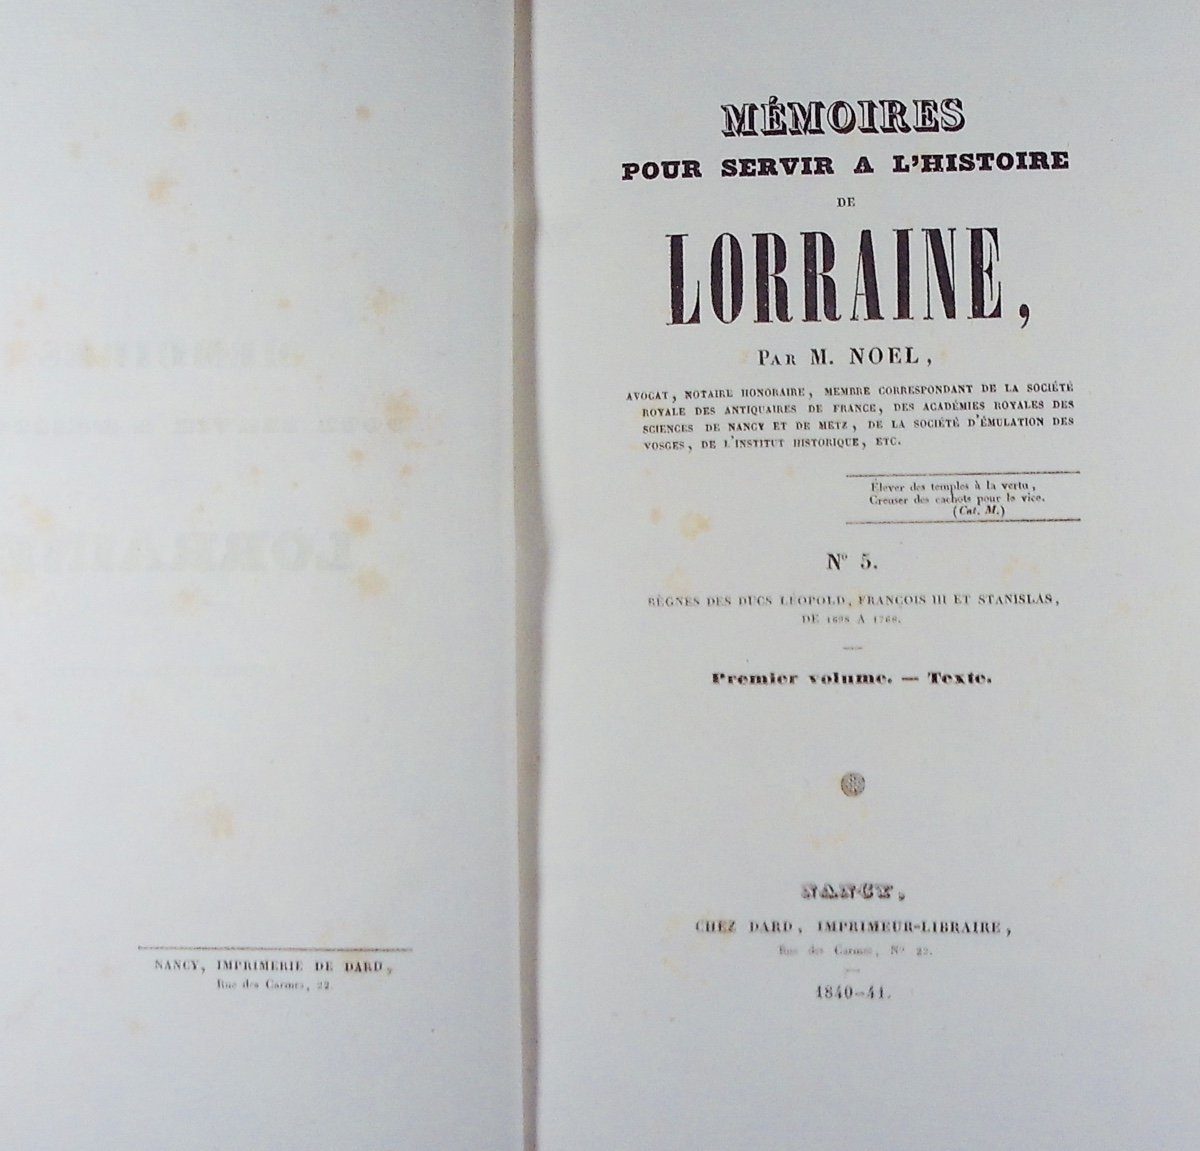 NANCY, IMPRIMERIE DE DARD,
Rue des Carmes, 22.
MÉMOIRES
POUR SERVIR A L'HISTOIRE
DE
LORRAINE,
PAR M. NOEL,
AVOCAT, NOTAIRE HONORAIRE, MEMBRE CORRESPONDANT DE LA SOCIÉTÉ
ROYALE DES ANTIQUAIRES DE FRANCE, DES ACADÉMIES ROYALES DES
SCIENCES DE NANCY ET DE METZ, DE LA SOCIÉTÉ D'ÉMULATION DES
VOSGES, DE L'INSTITUT HISTORIQUE, ETC.
Élever des temples à la vertu,
Creuser des cachots pour le vice.
(Cat. M.)
No 5.
RÈGNES DES DUCS LÉOPOLD, FRANÇOIS III ET STANISLAS,
DE 1698 A 1766.
Premier volume. — Texte.
NANCY,
CHEZ DARD, IMPRIMEUR-LIBRAIRE,
Rue des Carmes, No 22.
1840-41.